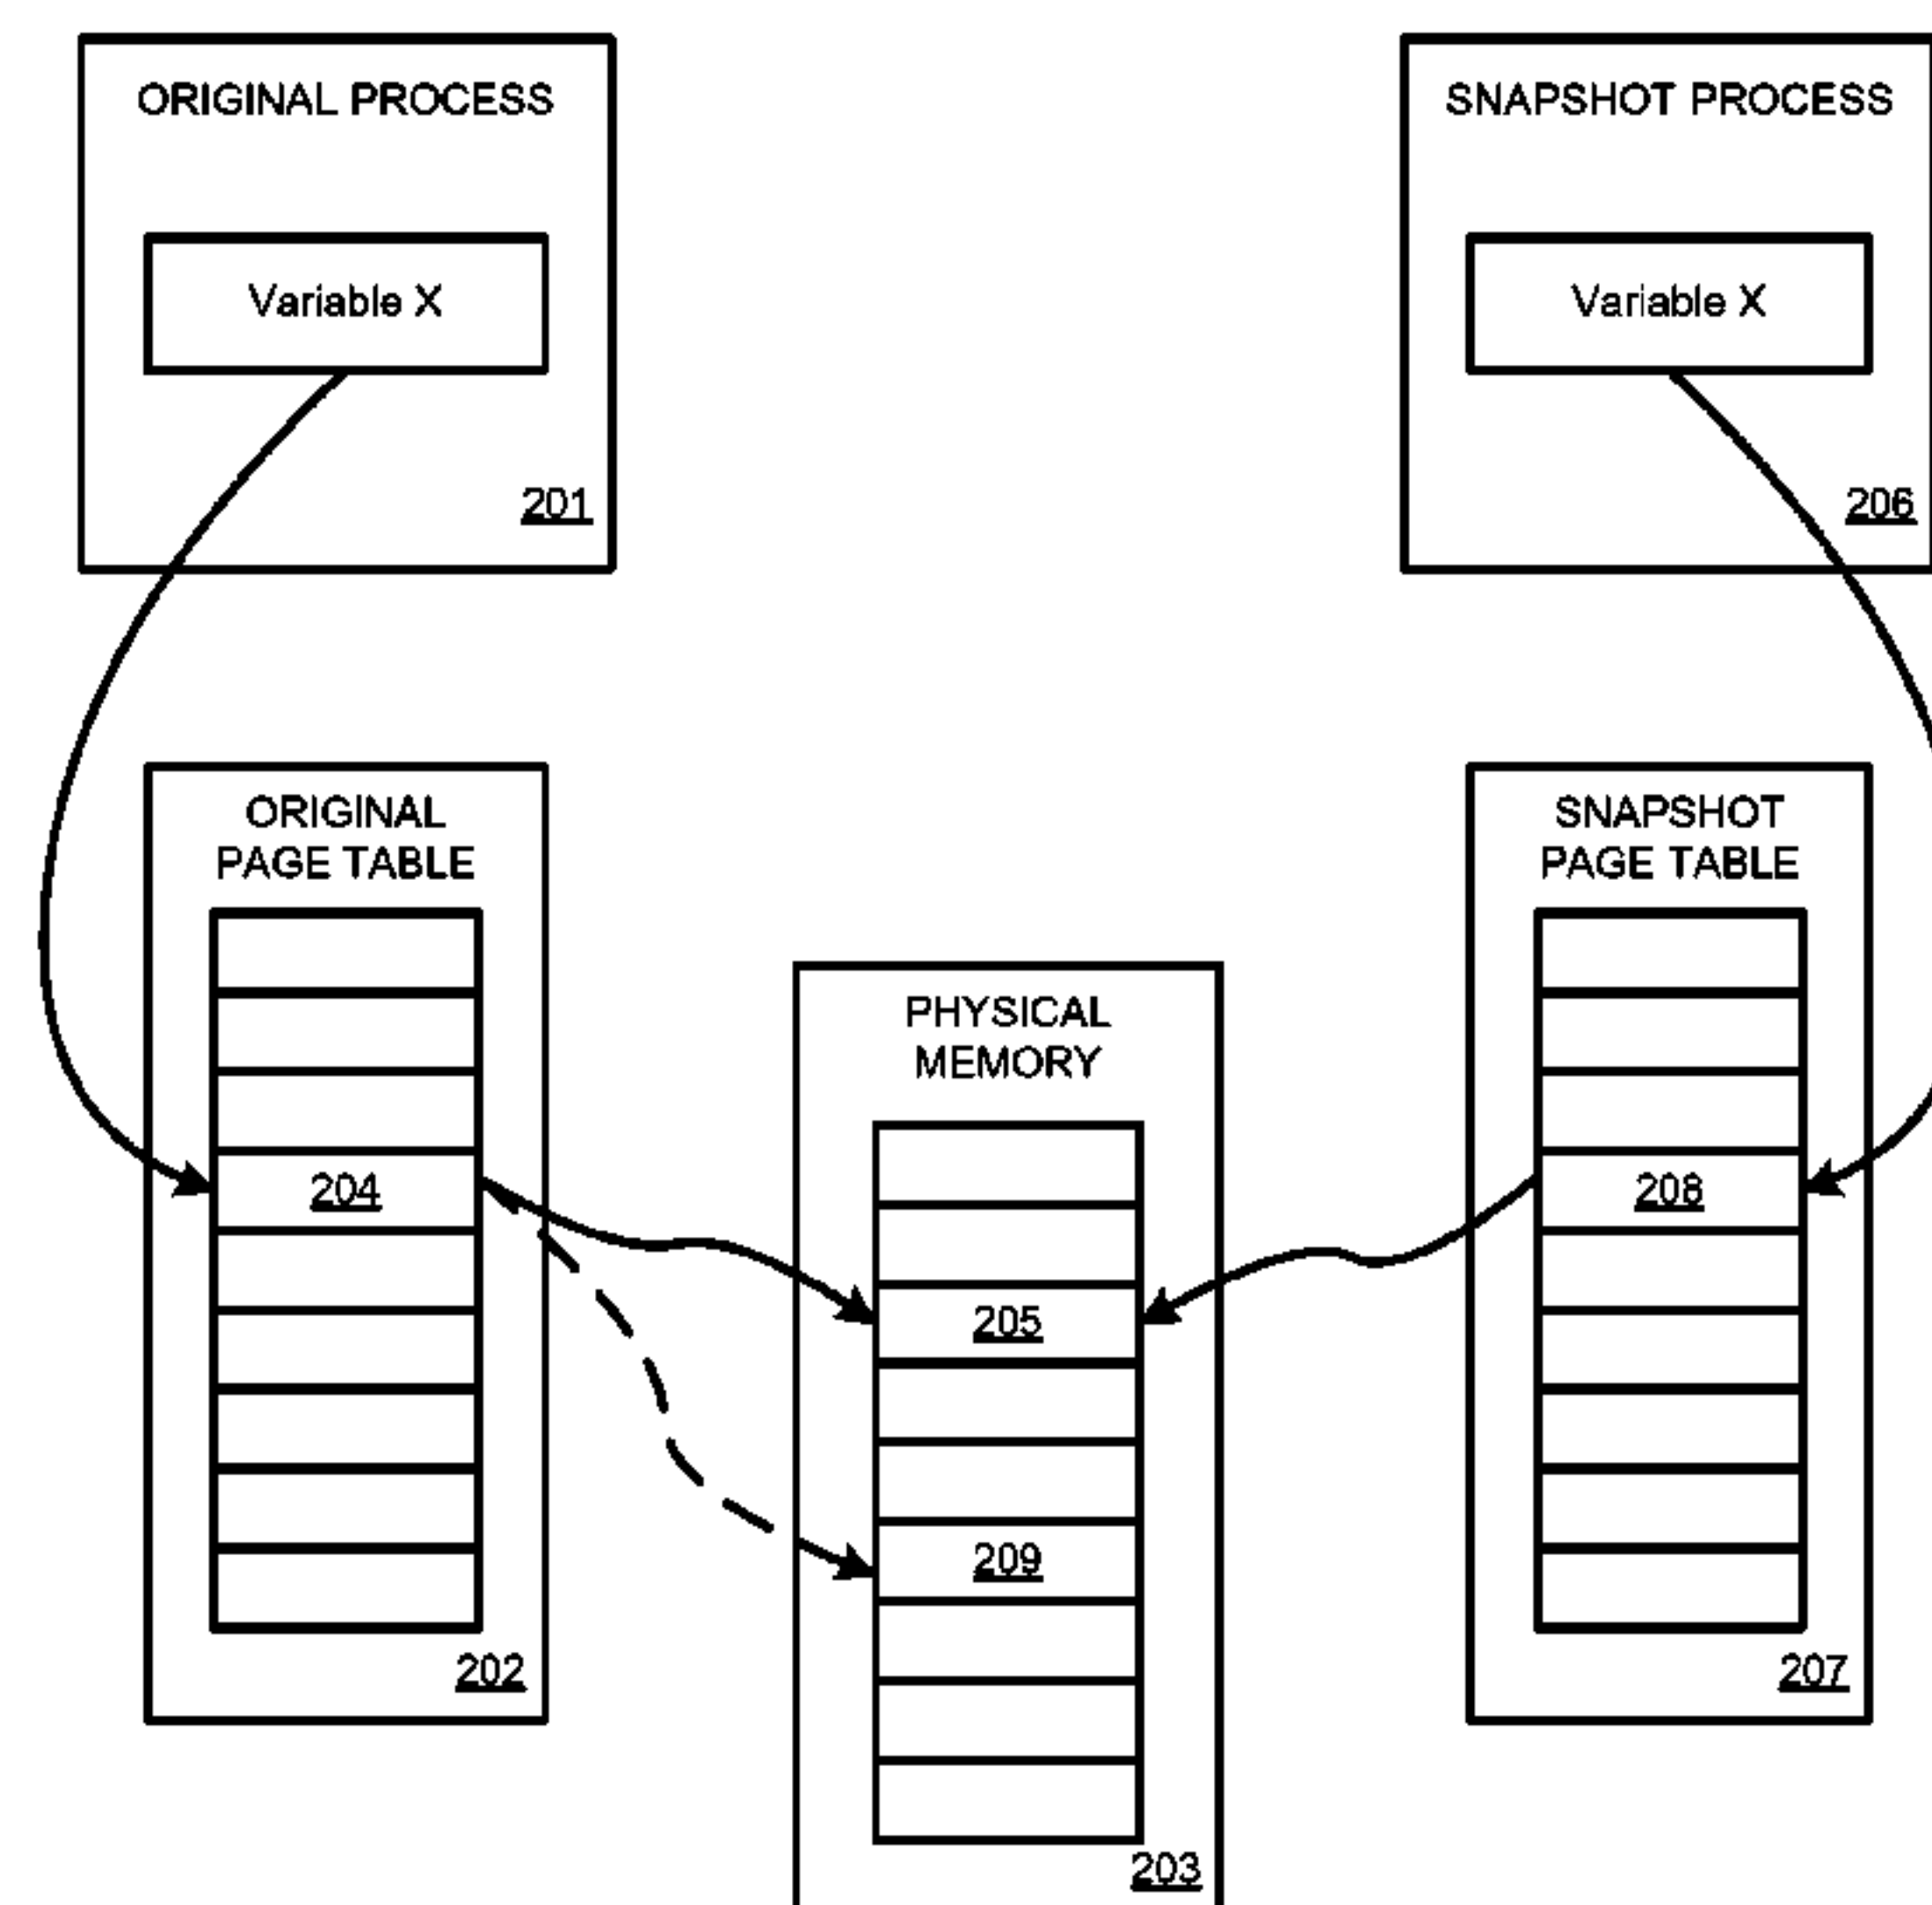 ORIGINAL PROCESS
Variable X
201
SNAPSHOT PROCESS
Variable X
206
ORIGINAL
PAGE TABLE
204
202
PHYSICAL
MEMORY
205
209
203
SNAPSHOT
PAGE TABLE
208
207